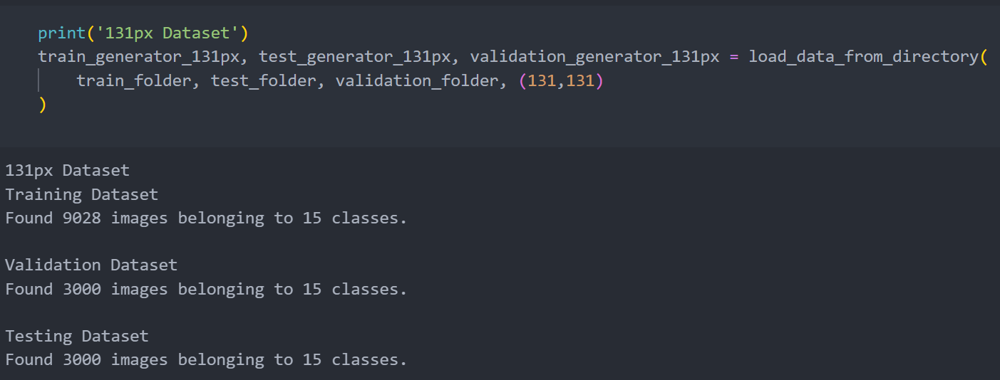 print('131px Dataset')
train_generator_131px, test_generator_131px, validation_generator_131px = load_data_from_directory(
    train_folder, test_folder, validation_folder, (131,131)
)
131px Dataset
Training Dataset
Found 9028 images belonging to 15 classes.
Validation Dataset
Found 3000 images belonging to 15 classes.
Testing Dataset
Found 3000 images belonging to 15 classes.